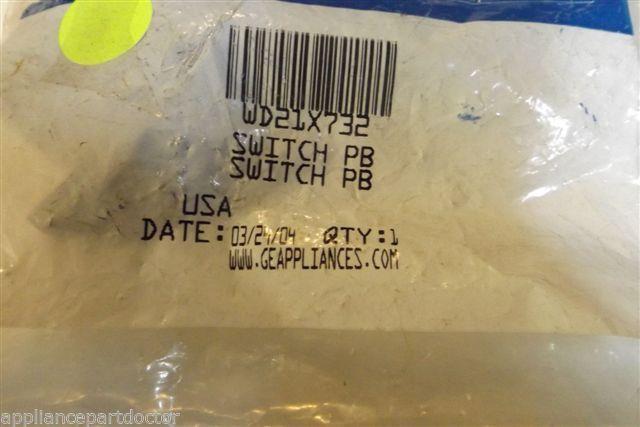 WD21X732
SWITCH PB
SWITCH PB
USA
DATE: 03/24/04 QTY:1
WWW.GEAPPLIANCES.COM
appliancepartdoctor